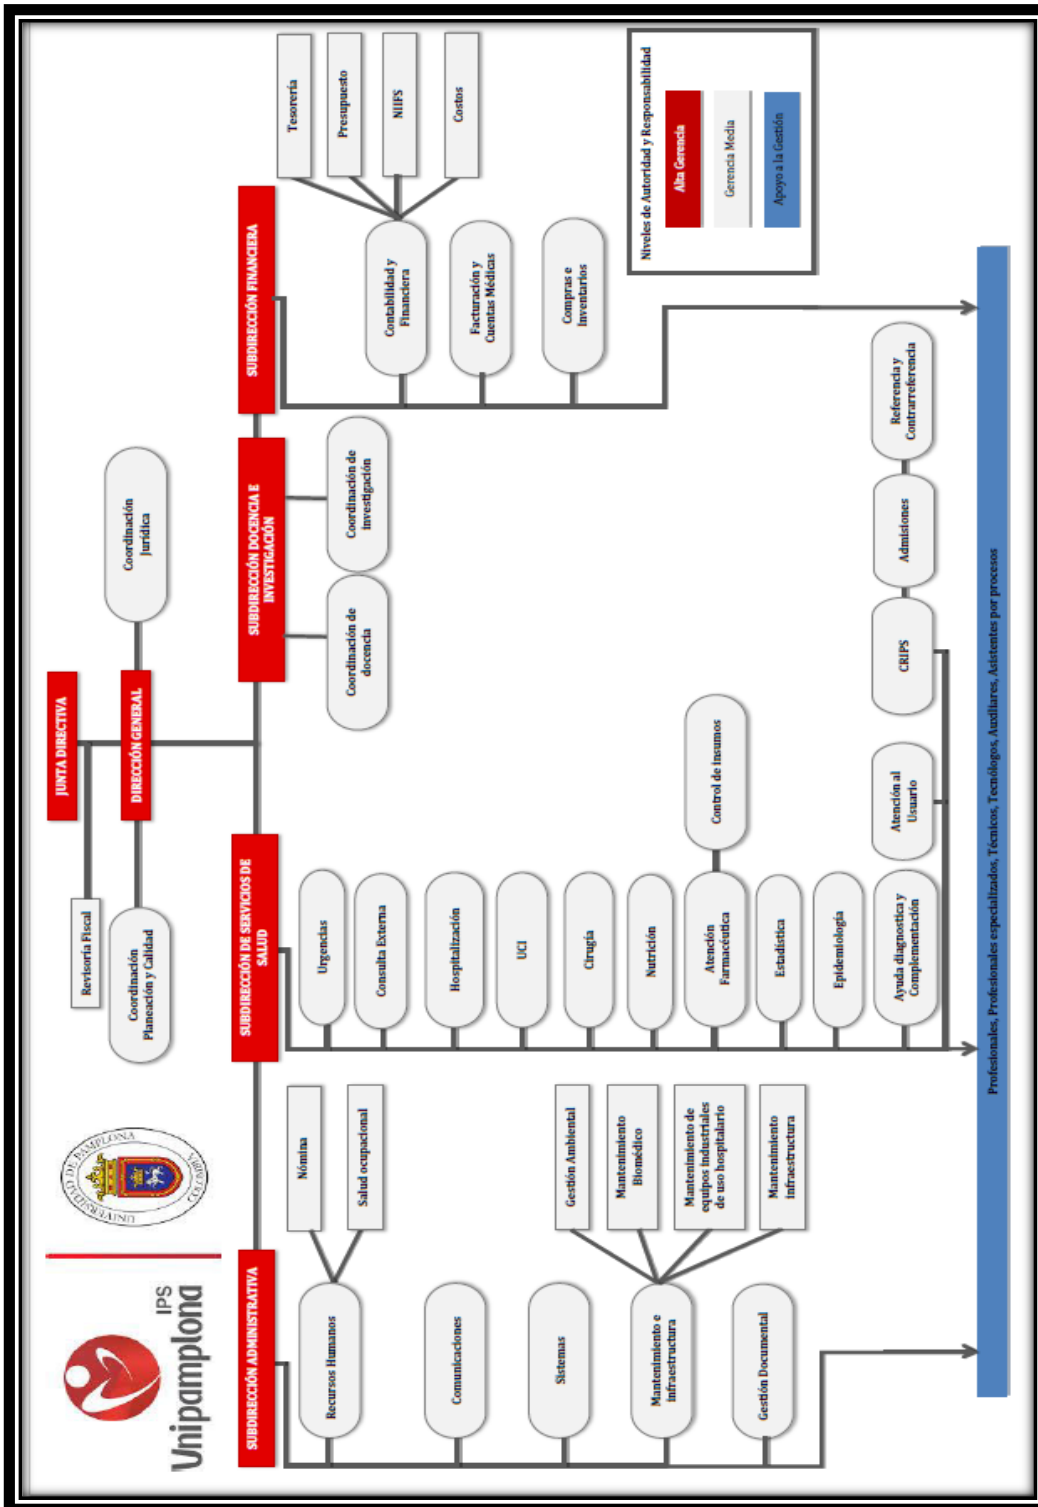 IPS
Unipamplona
UNIVERSIDAD DE PAMPLONA
JUNTA DIRECTIVA
Revisoria Fiscal
DIRECCIÓN GENERAL
Coordinación
Planeación y Calidad
Coordinación
Jurídica
SUBDIRECCIÓN ADMINISTRATIVA
SUBDIRECCIÓN DE SERVICIOS DE
SALUD
SUBDIRECCIÓN DOCENCIA E
INVESTIGACIÓN
SUBDIRECCIÓN FINANCIERA
Recursos Humanos
Nómina
Salud ocupacional
Comunicaciones
Sistemas
Mantenimiento e
infraestructura
Gestión Ambiental
Mantenimiento
Biomédico
Mantenimiento de
equipos industriales
de uso hospitalario
Mantenimiento
infraestructura
Gestión Documental
Urgencias
Consulta Externa
Hospitalización
UCI
Cirugía
Nutrición
Atención
Farmacéutica
Control de insumos
Estadística
Epidemiología
Ayuda diagnostica y
Complementación
Atención al
Usuario
CRIPS
Admisiones
Referencia y
Contrarreferencia
Coordinación de
docencia
Coordinación de
investigación
Contabilidad y
Financiera
Tesorería
Presupuesto
NIIFS
Costos
Facturación y
Cuentas Médicas
Compras e
Inventarios
Niveles de Autoridad y Responsabilidad
Alta Gerencia
Gerencia Media
Apoyo a la Gestión
Profesionales, Profesionales especializados, Técnicos, Tecnólogos, Auxiliares, Asistentes por procesos